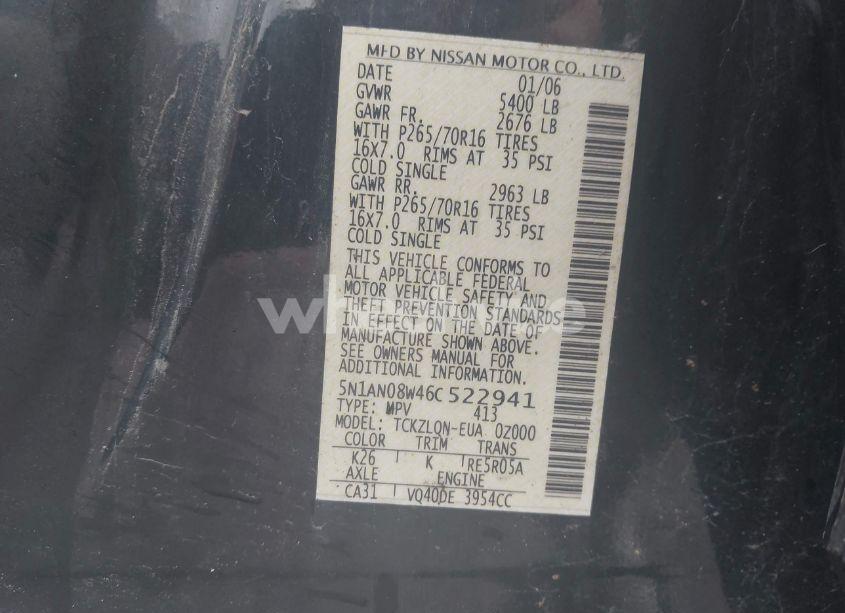 MFD BY NISSAN MOTOR CO., LTD.
DATE 01/06
GVWR 5400 LB
GAWR FR. 2676 LB
WITH P265/70R16 TIRES
16X7.0 RIMS AT 35 PSI
COLD SINGLE
GAWR RR. 2963 LB
WITH P265/70R16 TIRES
16X7.0 RIMS AT 35 PSI
COLD SINGLE
THIS VEHICLE CONFORMS TO
ALL APPLICABLE FEDERAL
MOTOR VEHICLE SAFETY AND
THEFT PREVENTION STANDARDS
IN EFFECT ON THE DATE OF
MANUFACTURE SHOWN ABOVE.
SEE OWNERS MANUAL FOR
ADDITIONAL INFORMATION.
5N1AN08W46C 522941
TYPE: MPV 413
MODEL: TCKZLQN-EUA 0Z000
COLOR TRIM TRANS
K26 K RE5R05A
AXLE ENGINE
CA31 VQ40DE 3954CC